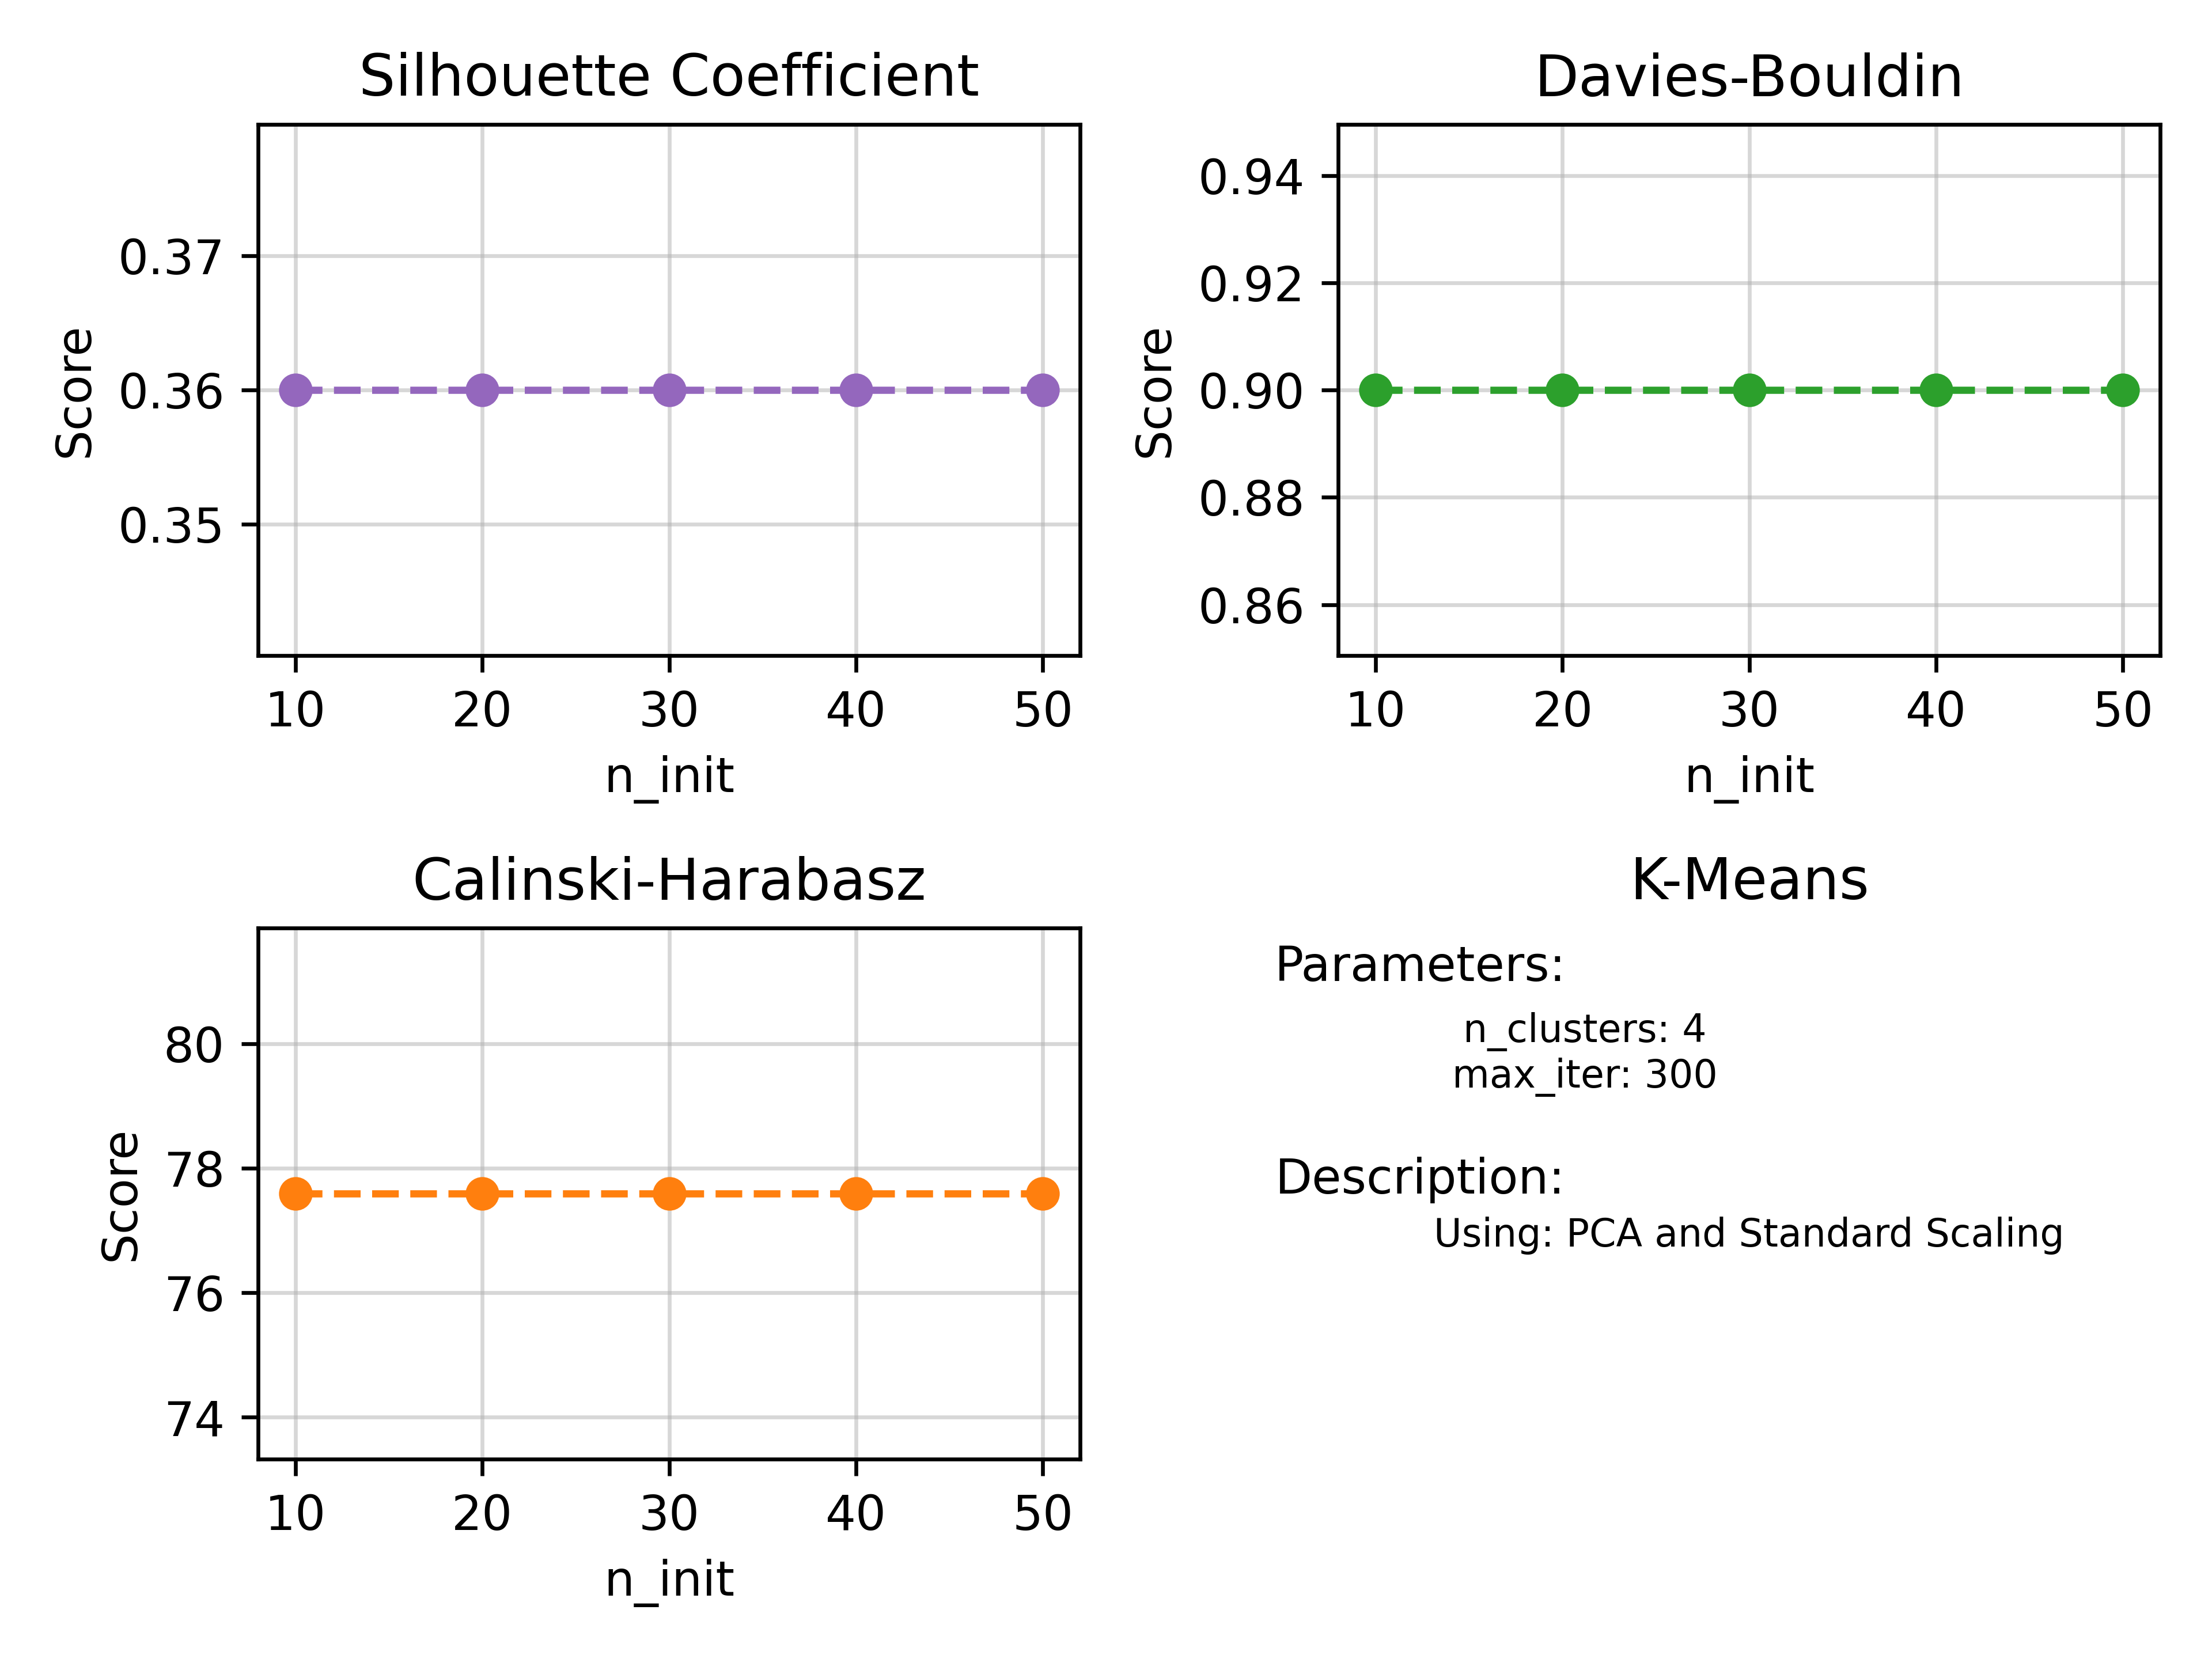 Silhouette Coefficient
0.37
0.36
0.35
Score
10 20 30 40 50
n_init
Davies-Bouldin
0.94
0.92
0.90
0.88
0.86
Score
10 20 30 40 50
n_init
Calinski-Harabasz
80
78
76
74
Score
10 20 30 40 50
n_init
K-Means
Parameters:
n_clusters: 4
max_iter: 300
Description:
Using: PCA and Standard Scaling